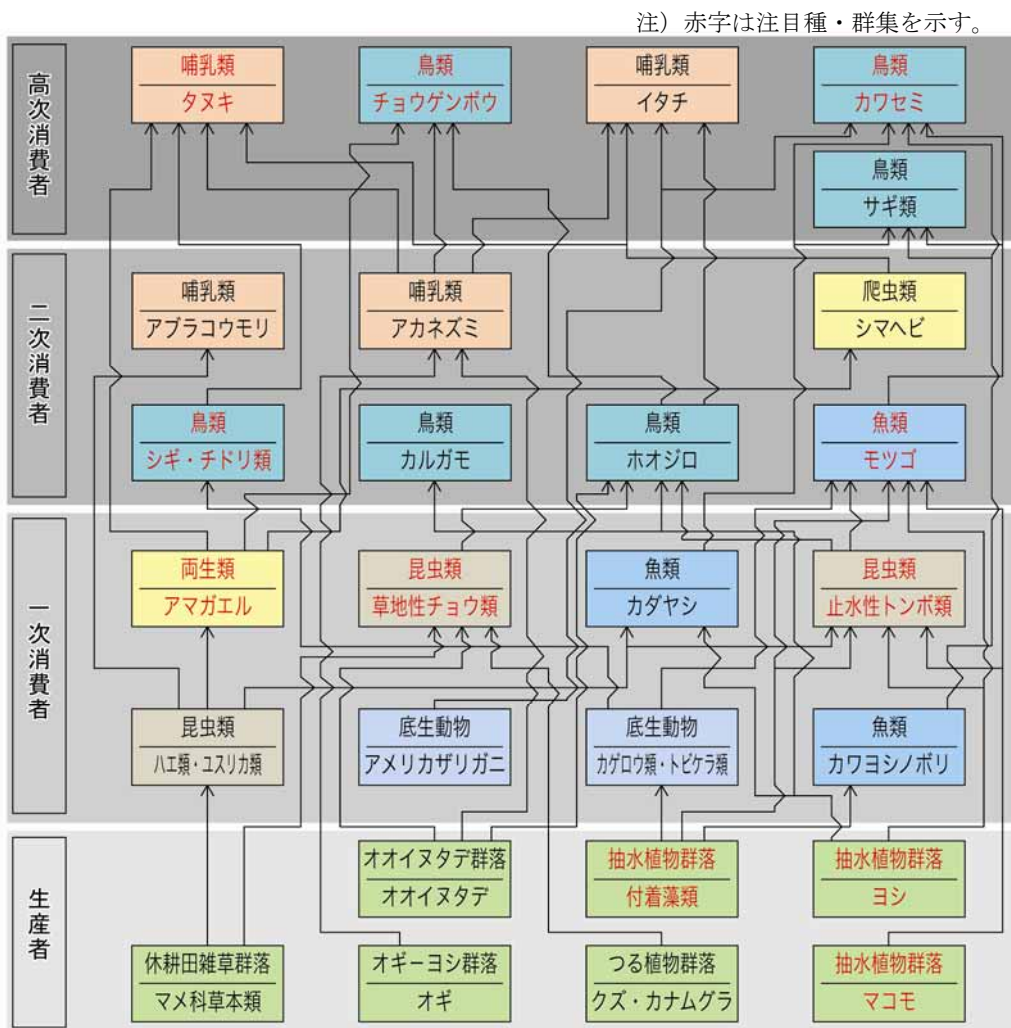 注）赤字は注目種・群集を示す。
高次消費者
哺乳類
タヌキ
鳥類
チョウゲンボウ
哺乳類
イタチ
鳥類
カワセミ
鳥類
サギ類
二次消費者
哺乳類
アブラコウモリ
哺乳類
アカネズミ
爬虫類
シマヘビ
鳥類
シギ・チドリ類
鳥類
カルガモ
鳥類
ホオジロ
魚類
モツゴ
一次消費者
両生類
アマガエル
昆虫類
草地性チョウ類
魚類
カダヤシ
昆虫類
止水性トンボ類
昆虫類
ハエ類・ユスリカ類
底生動物
アメリカザリガニ
底生動物
カゲロウ類・トビケラ類
魚類
カワヨシノボリ
生産者
オオイヌタデ群落
オオイヌタデ
抽水植物群落
付着藻類
抽水植物群落
ヨシ
休耕田雑草群落
マメ科草本類
オギーヨシ群落
オギ
つる植物群落
クズ・カナムグラ
抽水植物群落
マコモ